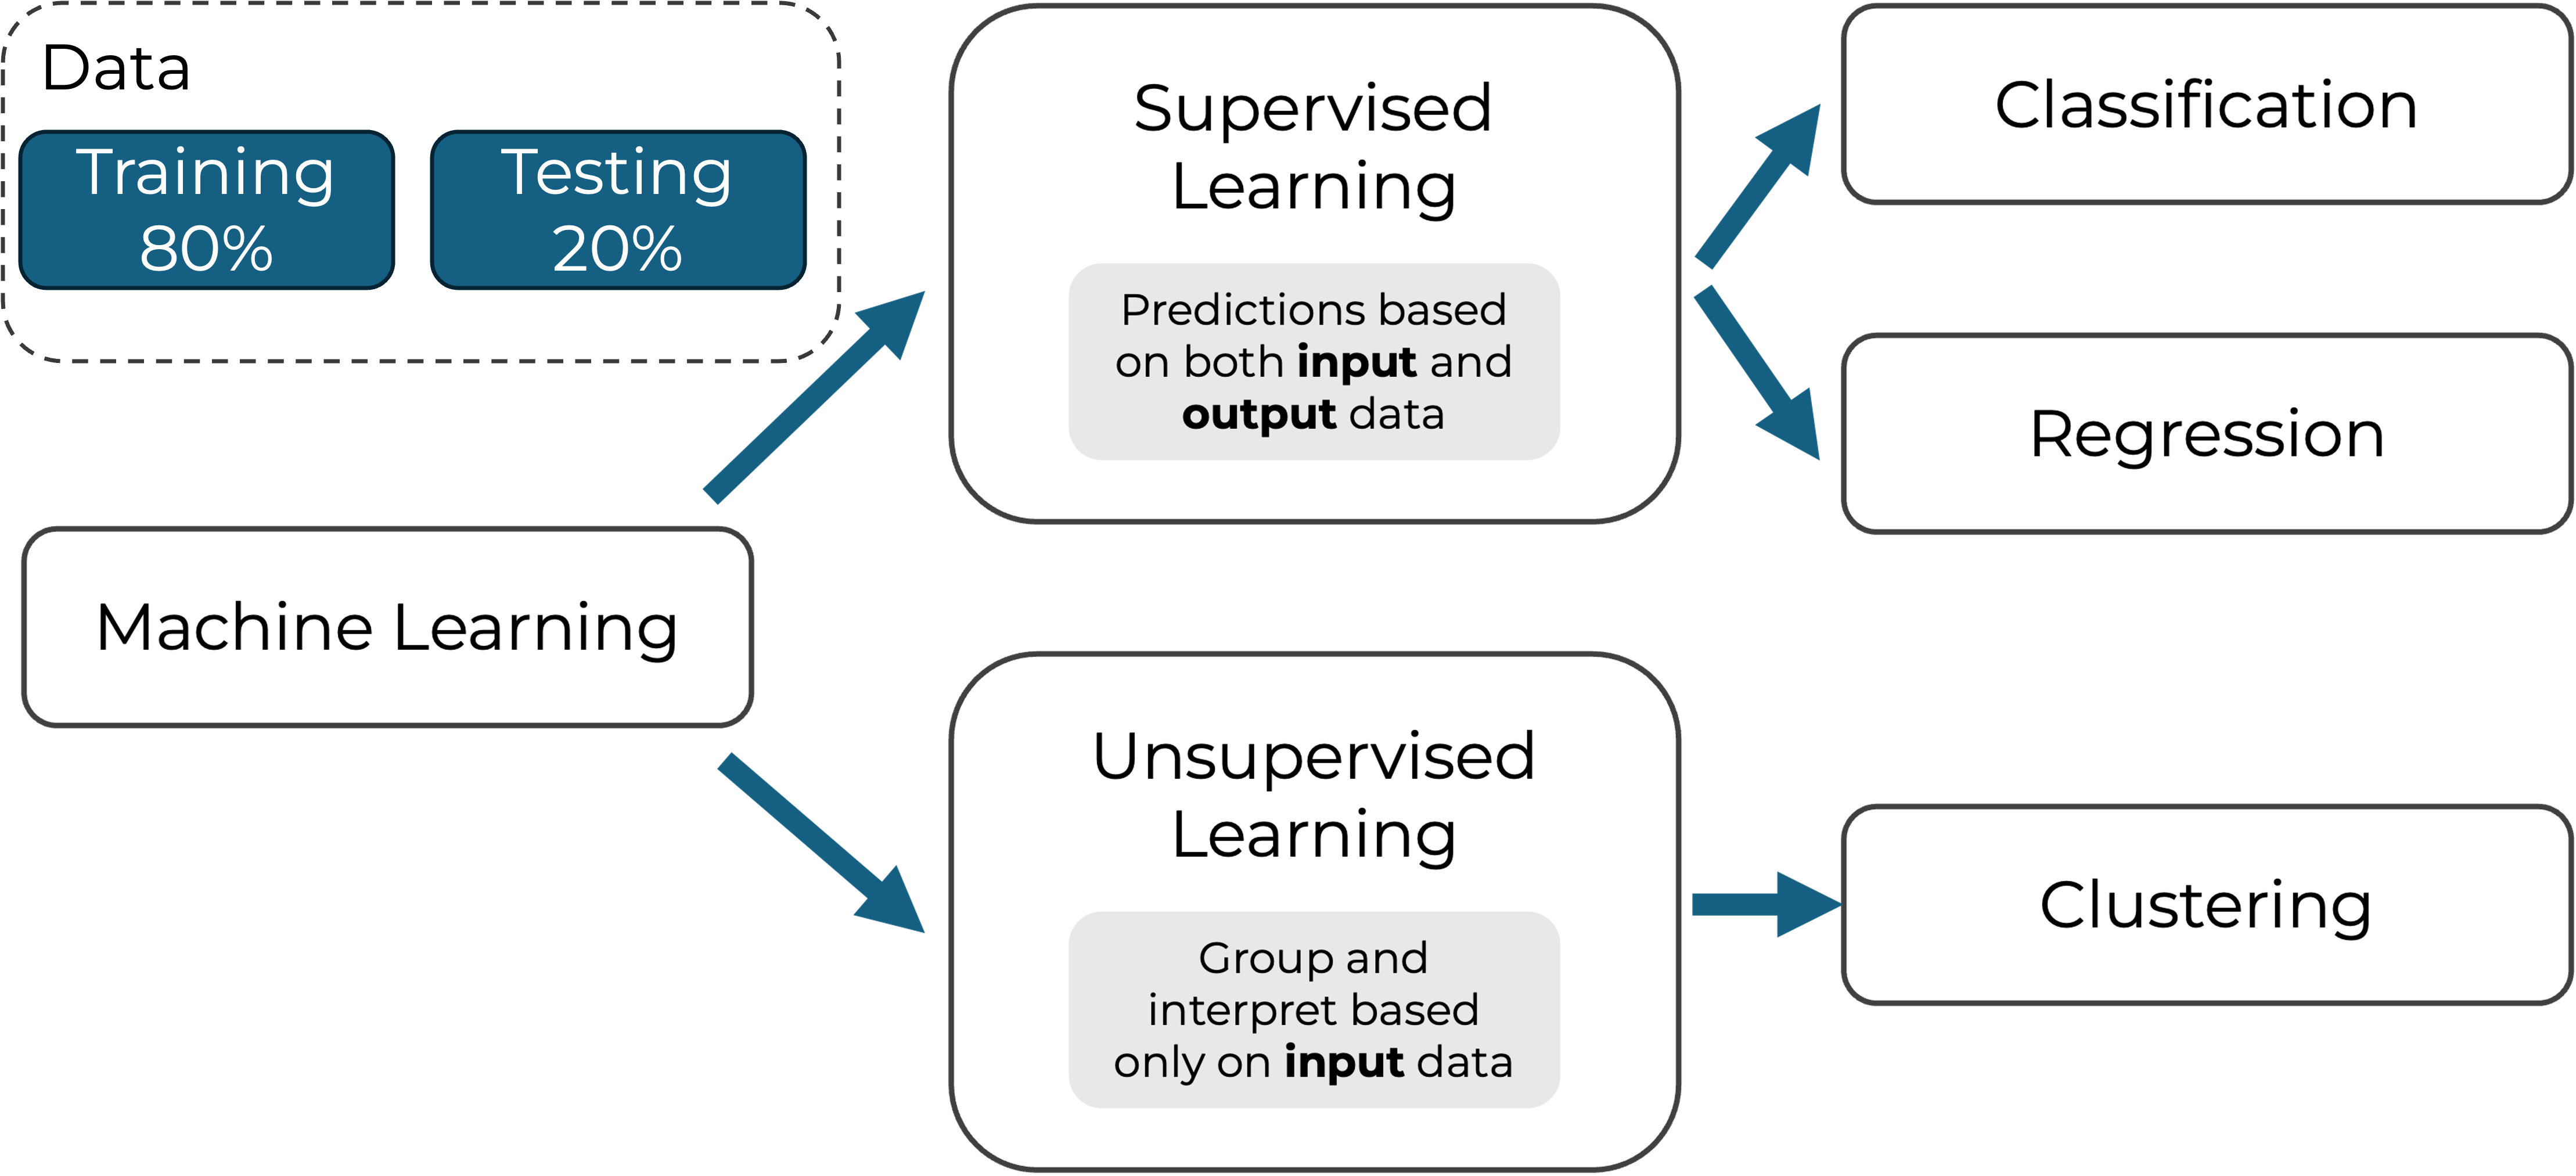 Data
Training
80%
Testing
20%
Machine Learning
Supervised
Learning
Predictions based
on both input and
output data
Classification
Regression
Unsupervised
Learning
Group and
interpret based
only on input data
Clustering